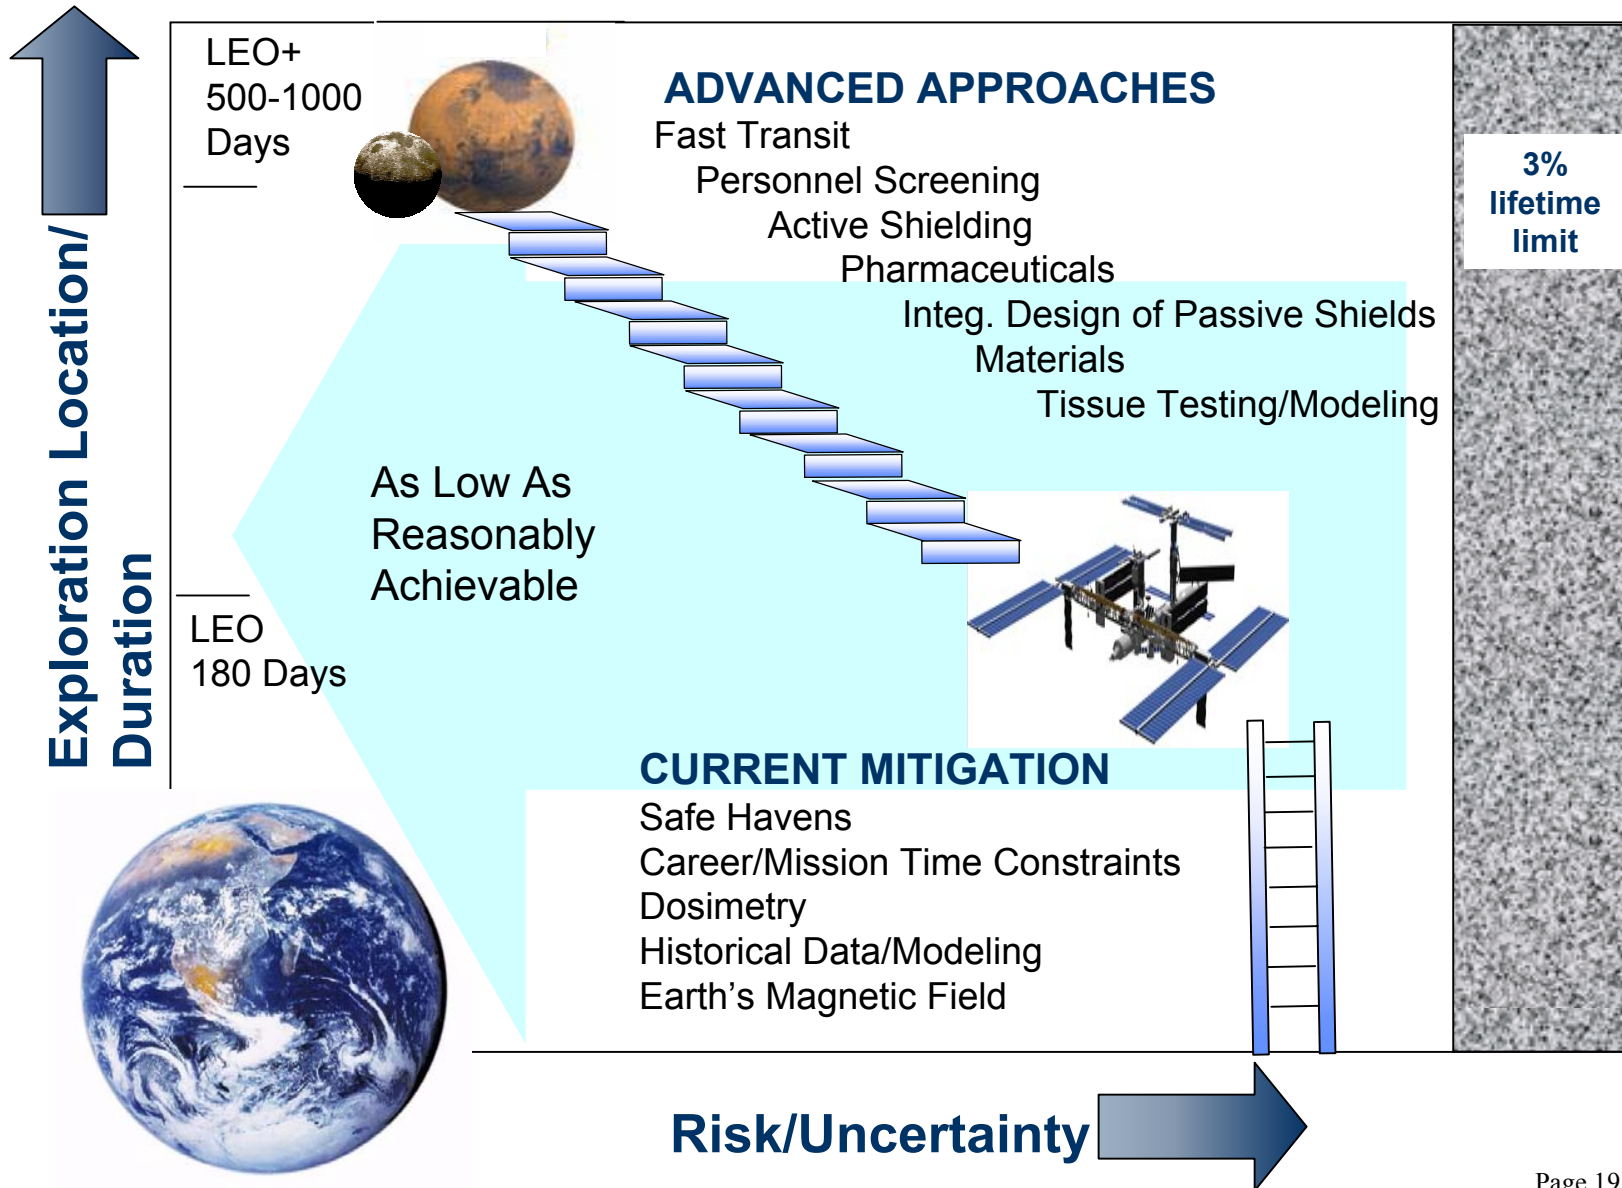 LEO+
500-1000
Days
ADVANCED APPROACHES
Fast Transit
Personnel Screening
Active Shielding
Pharmaceuticals
Integ. Design of Passive Shields
Materials
Tissue Testing/Modeling
3%
lifetime
limit
Exploration Location/
Duration
As Low As
Reasonably
Achievable
LEO
180 Days
CURRENT MITIGATION
Safe Havens
Career/Mission Time Constraints
Dosimetry
Historical Data/Modeling
Earth’s Magnetic Field
Risk/Uncertainty
Page 19